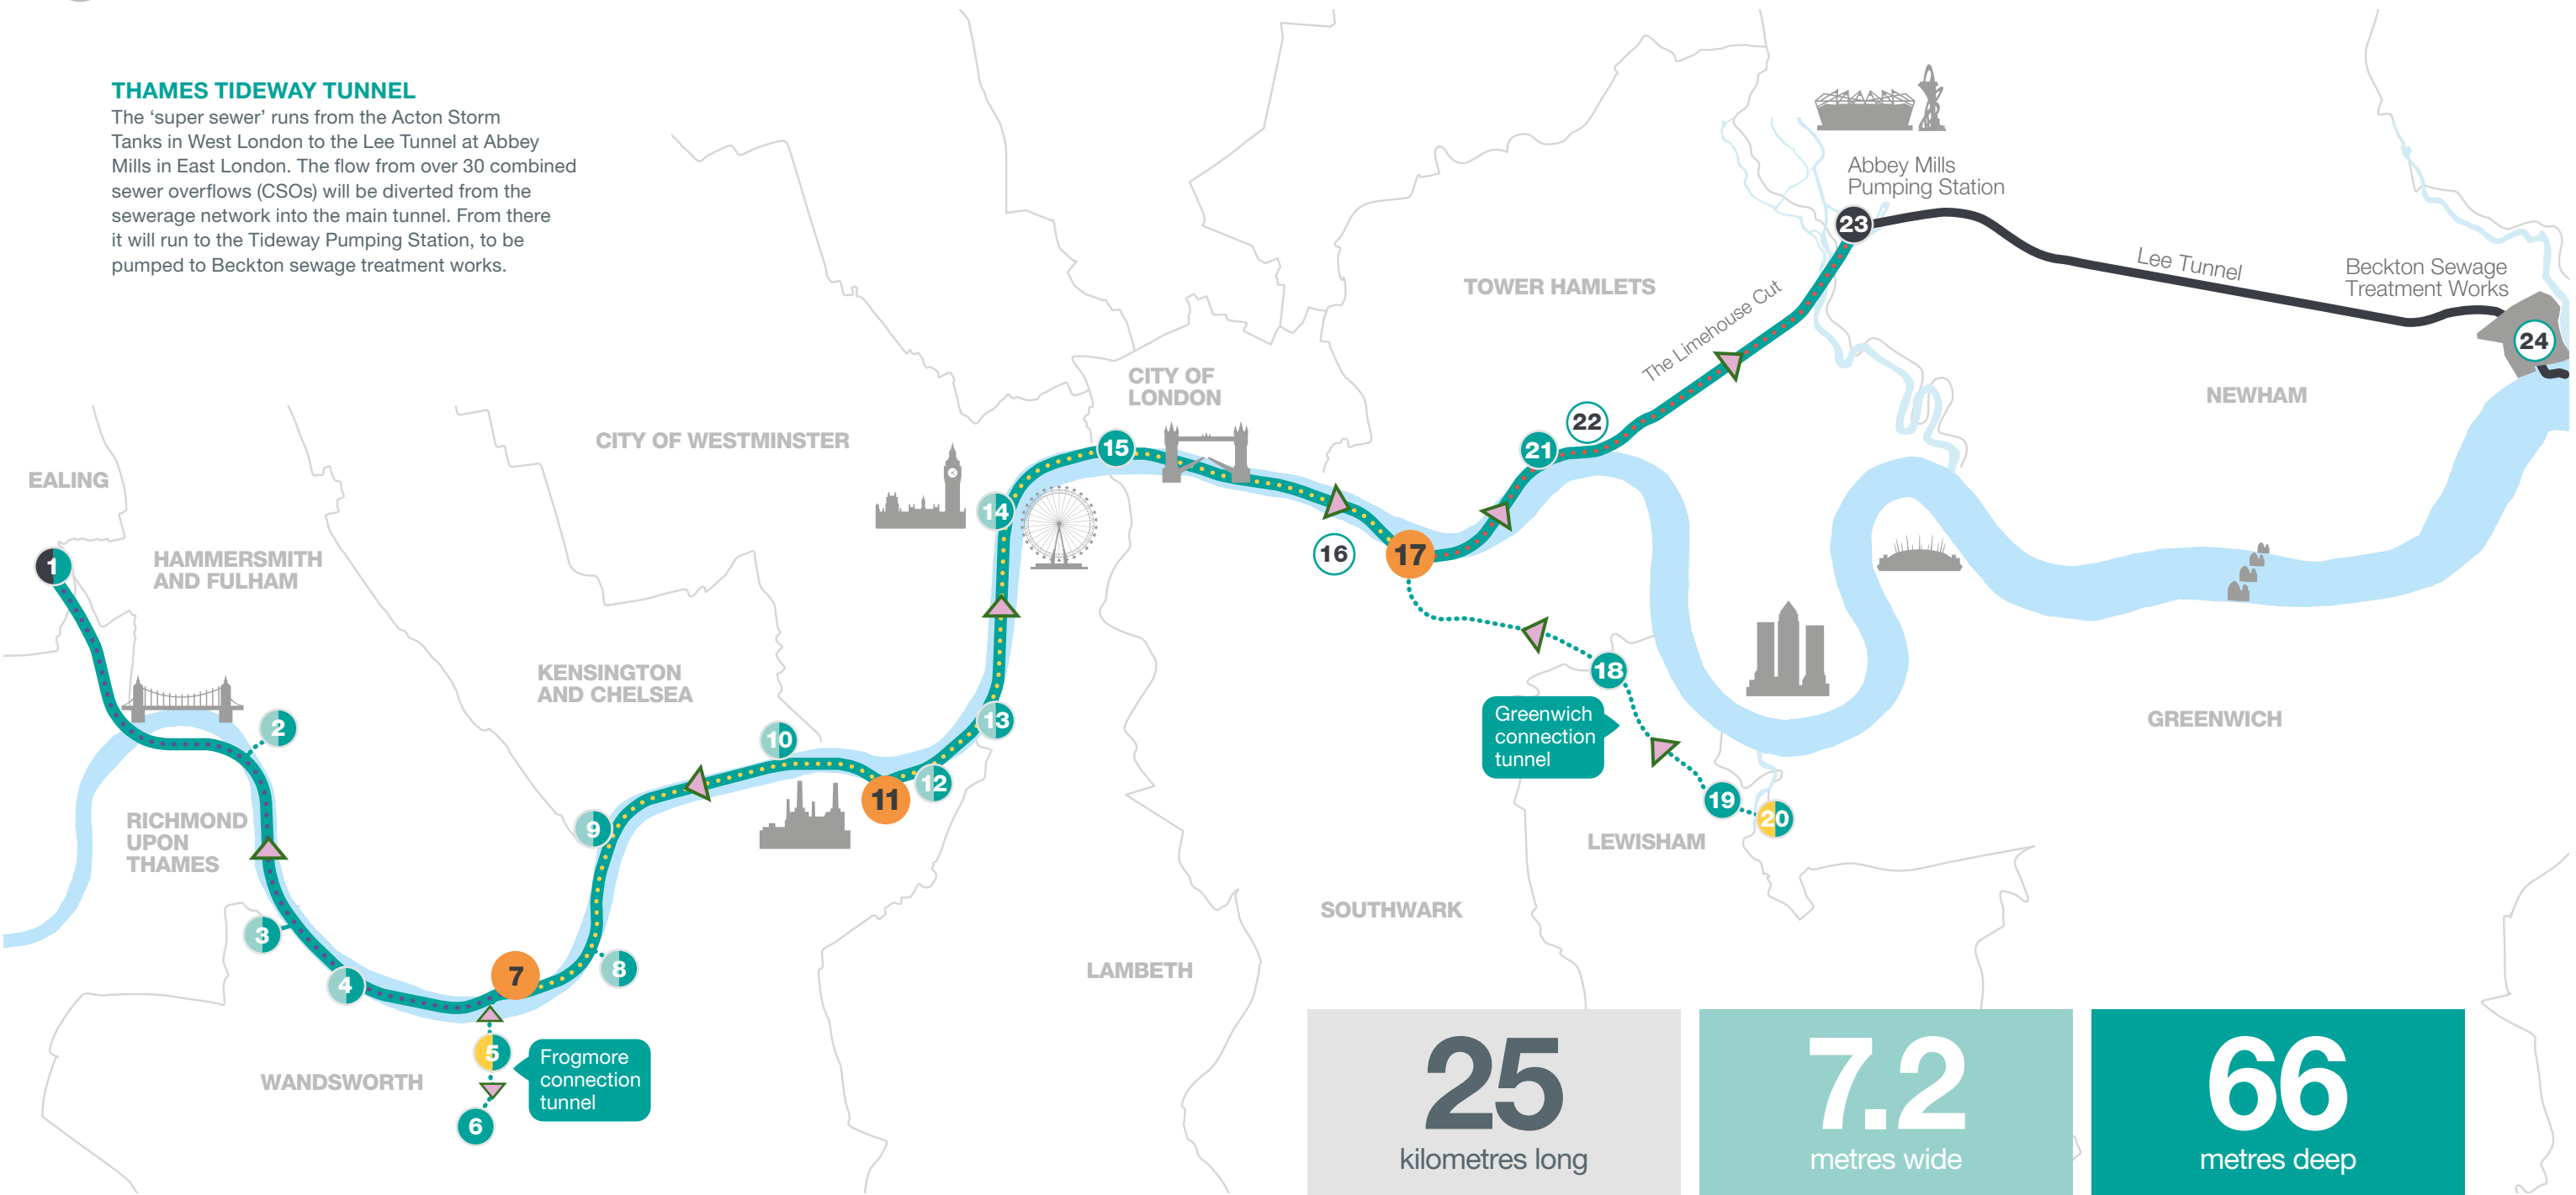 THAMES TIDEWAY TUNNEL
The ‘super sewer’ runs from the Acton Storm
Tanks in West London to the Lee Tunnel at Abbey
Mills in East London. The flow from over 30 combined
sewer overflows (CSOs) will be diverted from the
sewerage network into the main tunnel. From there
it will run to the Tideway Pumping Station, to be
pumped to Beckton sewage treatment works.
Abbey Mills
Pumping Station
23
Lee Tunnel
Beckton Sewage
Treatment Works
24
TOWER HAMLETS
The Limehouse Cut
NEWHAM
CITY OF
LONDON
CITY OF WESTMINSTER
22
21
15
EALING
14
16
17
1
HAMMERSMITH
AND FULHAM
KENSINGTON
AND CHELSEA
18
Greenwich
connection
tunnel
GREENWICH
2
13
10
12
11
19
20
RICHMOND
UPON
THAMES
9
LEWISHAM
SOUTHWARK
3
LAMBETH
8
7
4
5
Frogmore
connection
tunnel
WANDSWORTH
6
25
kilometres long
7.2
metres wide
66
metres deep